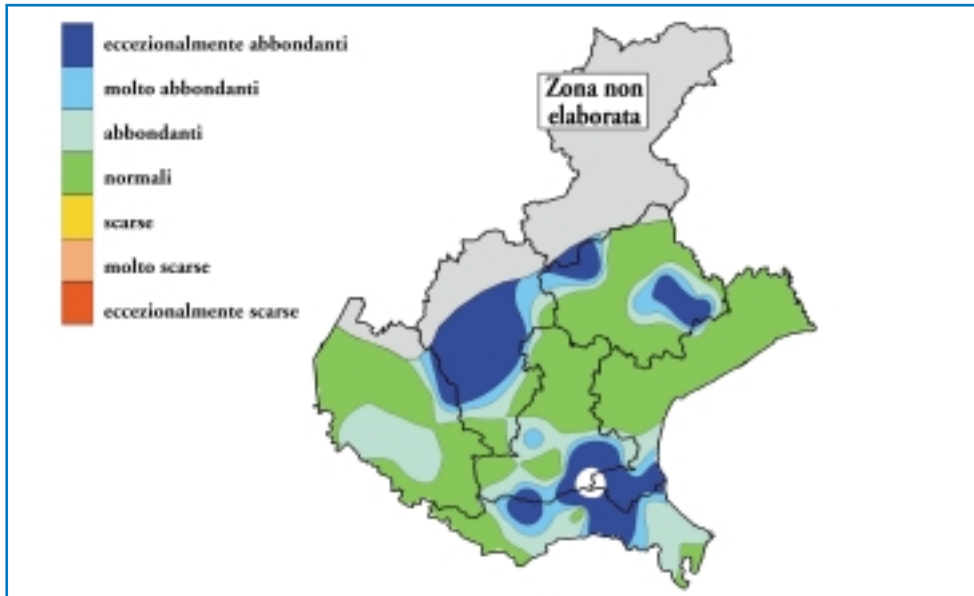 eccezionalmente abbondanti
molto abbondanti
abbondanti
normali
scarse
molto scarse
eccezionalmente scarse
Zona non
elaborata